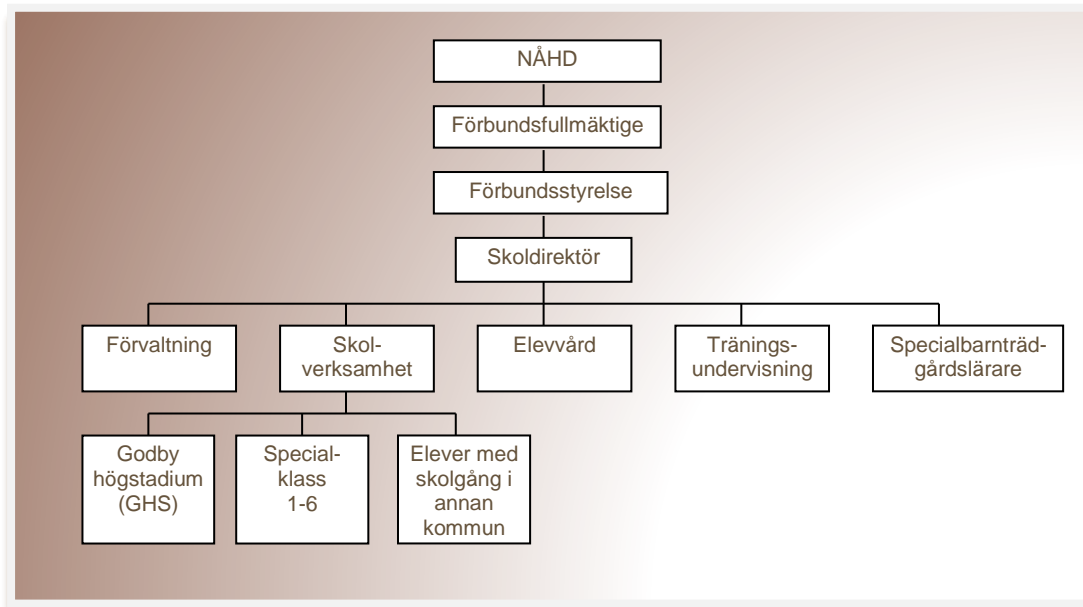 NÅHD
Förbundsfullmäktige
Förbundsstyrelse
Skoldirektör
Förvaltning
Skol-
verksamhet
Elevvård
Tränings-
undervisning
Specialbarnträd-
gårdslärare
Godby
högstadium
(GHS)
Special-
klass
1-6
Elever med
skolgång i
annan
kommun